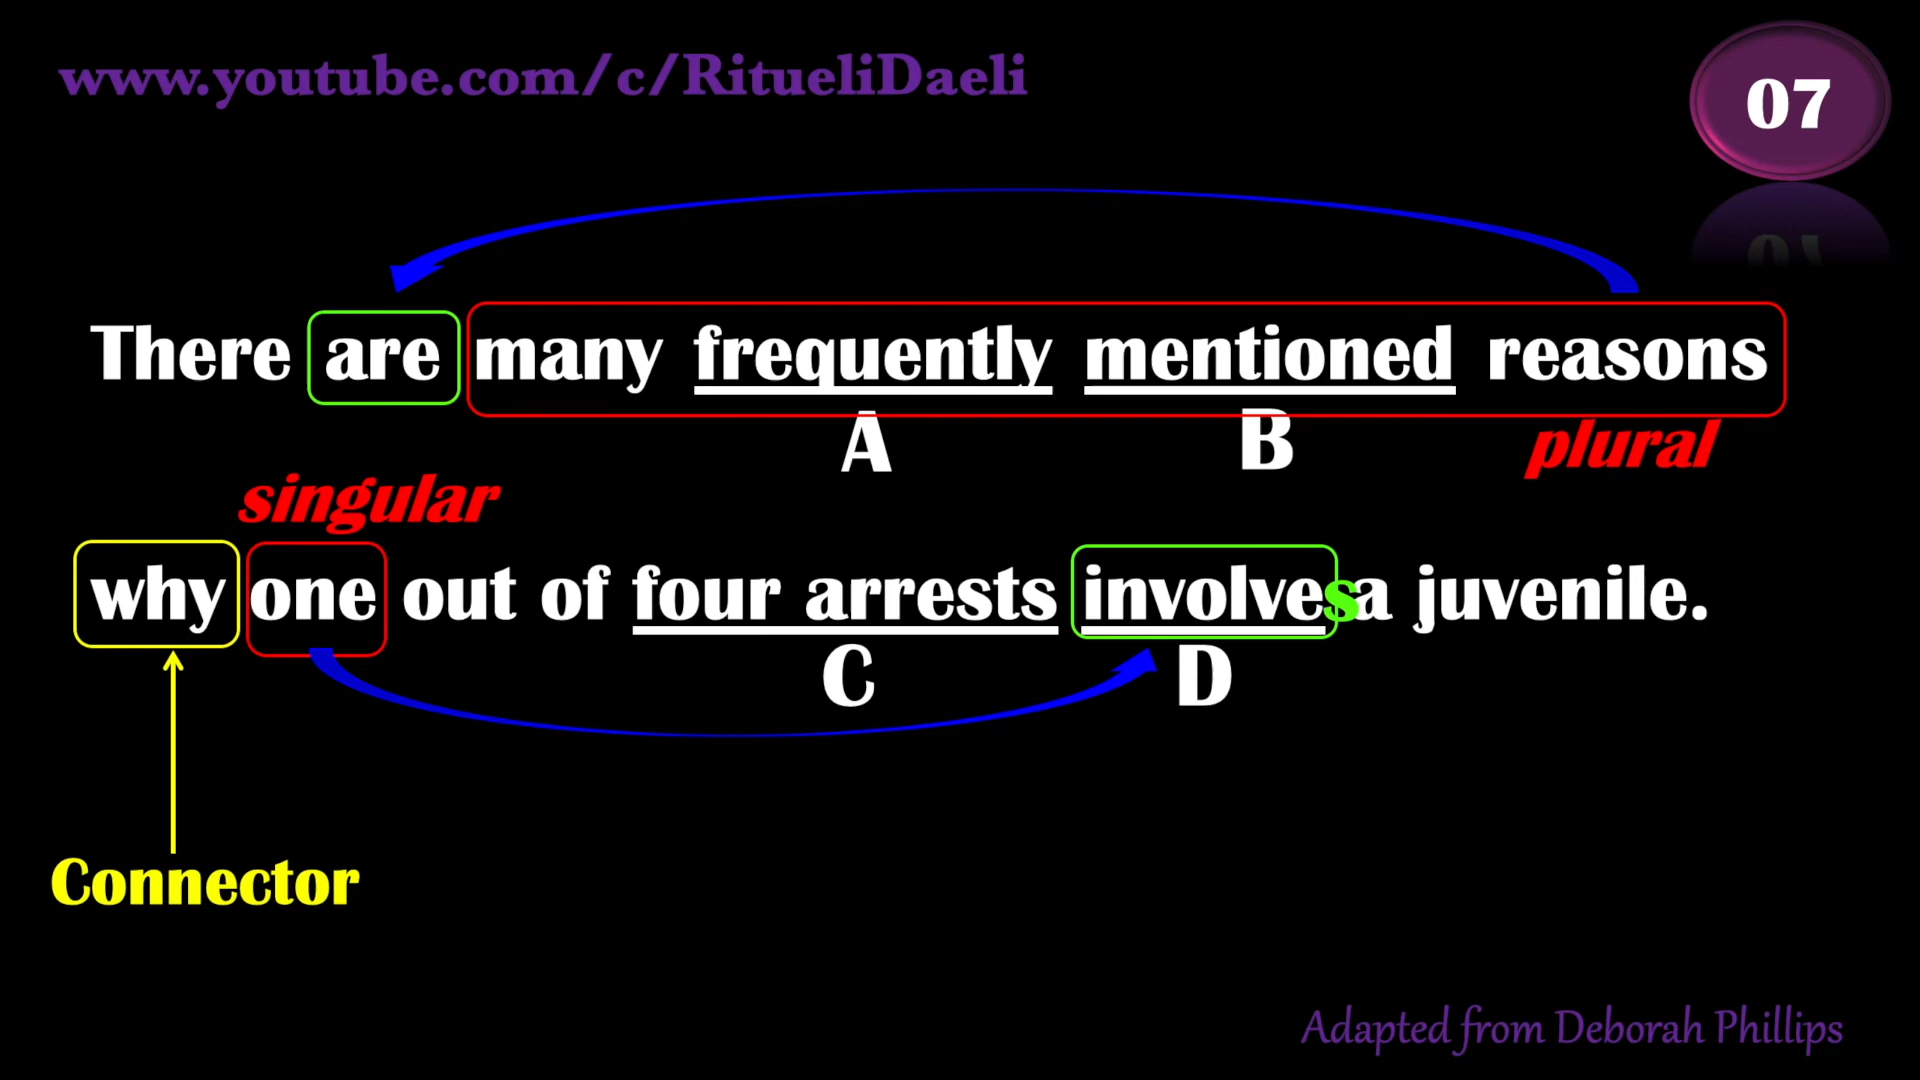 www.youtube.com/c/RitueliDaeli
07
There are many frequently mentioned reasons
A B plural
singular
why one out of four arrests involves a juvenile.
C D
Connector
Adapted from Deborah Phillips